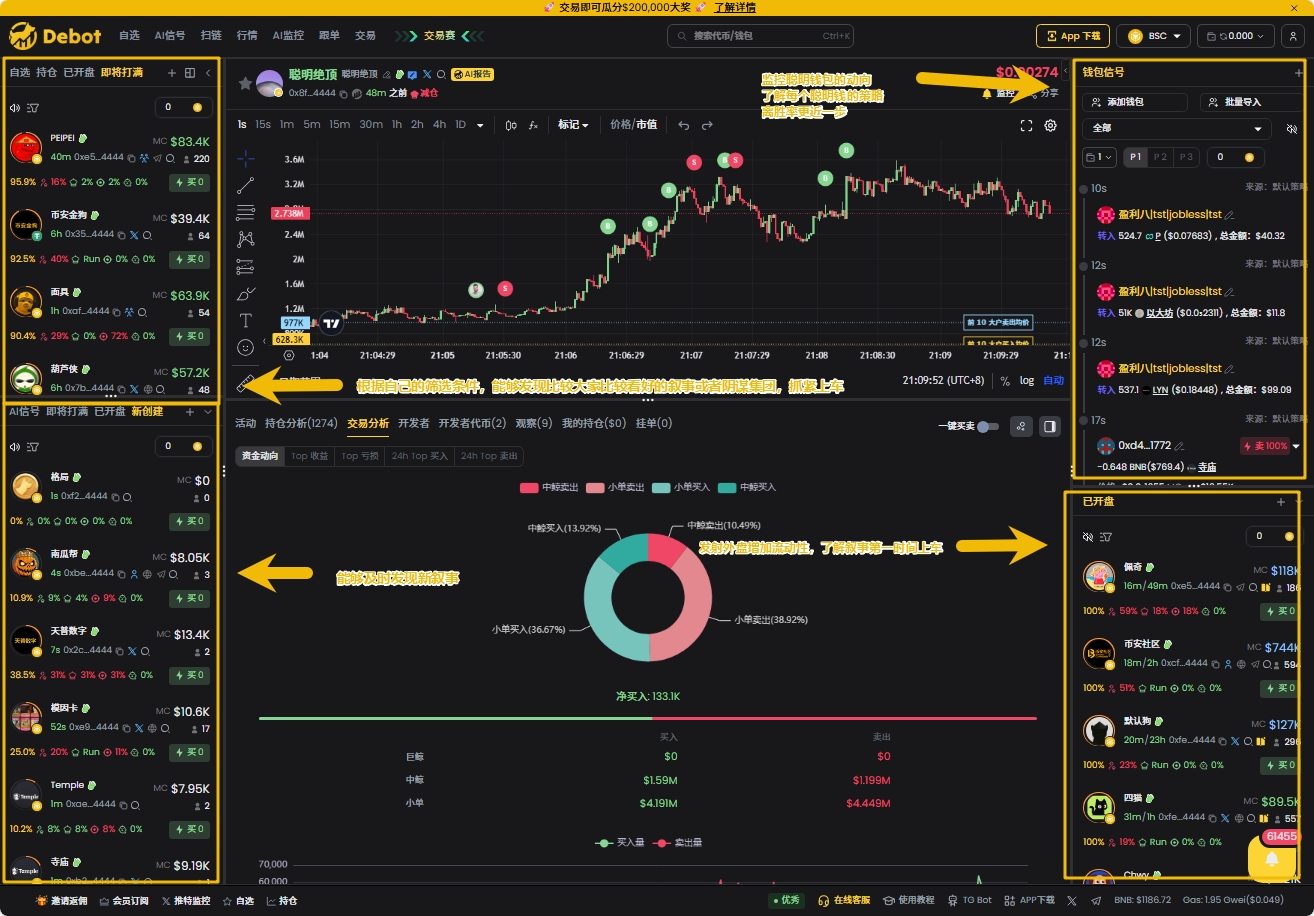 🚀 交易即可瓜分$200,000大奖 🚀 了解详情
Debot
自选 AI信号 扫链 行情 AI监控 跟单 交易 交易赛
搜索代币/钱包 Ctrl+K
App 下载 BSC 0.000
自选 持仓 已开盘 即将打满
0
PEIPEI MC $83.4K
40m 0xe5...4444 220
95.9% 16% 2% 2% 0% 买 0
币安金狗 MC $39.4K
6h 0x35...4444 64
92.5% 40% Run 0% 0% 买 0
面具 MC $63.9K
1h 0xaf...4444 54
90.4% 29% 0% 72% 0% 买 0
葫芦侠 MC $57.2K
6h 0x7b...4444 48
AI信号 即将打满 已开盘 新创建
0
格局 MC $0
1s 0xf2...4444 0
0% 0% 0% 0% 0% 买 0
南瓜帮 MC $8.05K
4s 0xbe...4444 3
10.9% 9% 4% 9% 0% 买 0
天普数字 MC $13.4K
7s 0x2c...4444 2
38.5% 31% 31% 31% 0% 买 0
模因卡 MC $10.6K
52s 0xe9...4444 17
25.0% 20% Run 11% 0% 买 0
Temple MC $7.95K
1m 0xae...4444 2
10.2% 8% 8% 8% 0% 买 0
寺庙 MC $9.19K
聪明绝顶 聪明绝顶 AI报告
0x8f...4444 48m 之前 减仓
$0.00274
监控 分享
监控聪明钱包的动向
了解每个聪明钱的策略
离胜率更近一步
1s 15s 1m 5m 15m 30m 1h 2h 4h 1D 标记 价格/市值
3.6M
3.2M
2.738M
2.4M
2M
1.6M
1.2M
977K
800K
628.3K
B B B S B S B B S
前 10 大户卖出均价
前 10 大户买入均价
1:04 21:04:29 21:05 21:05:30 21:06 21:06:29 21:07 21:07:29 21:08 21:08:30 21:09 21:09:29 21:1
21:09:52 (UTC+8) % log 自动
根据自己的筛选条件，能够发现比较大家比较看好的叙事或者阴谋集团，抓紧上车
活动 持仓分析(1274) 交易分析 开发者 开发者代币(2) 观察(9) 我的持仓($0) 挂单(0) 一键买卖
资金动向 Top 收益 Top 亏损 24h Top 买入 24h Top 卖出
中鲸卖出 小单卖出 小单买入 中鲸买入
中鲸买入(13.92%) 中鲸卖出(10.49%)
小单买入(36.67%) 小单卖出(38.92%)
发射外盘增加流动性，了解叙事第一时间上车
能够及时发现新叙事
净买入: 133.1K
买入 卖出
巨鲸 $0 $0
中鲸 $1.59M $1.199M
小单 $4.191M $4.449M
买入量 卖出量
70,000
60,000
钱包信号
添加钱包 批量导入
全部
1 P1 P2 P3 0
10s 来源：默认策略
盈利八|tst|jobless|tst
转入 524.7 P ($0.07683) , 总金额：$40.32
12s 来源：默认策略
盈利八|tst|jobless|tst
转入 51K 以太坊 ($0.0₃2311) , 总金额：$11.8
12s 来源：默认策略
盈利八|tst|jobless|tst
转入 537.1 LYN ($0.18448) , 总金额：$99.09
17s 来源：默认策略
0xd4...1772 卖 100%
-0.648 BNB($769.4) 寺庙
已开盘
0
佩奇 MC $118K
16m/49m 0xe5...4444 186
100% 59% 18% 18% 0% 买 0
币安社区 MC $744K
18m/2h 0xcf...4444 594
100% 51% Run 0% 0% 买 0
默认狗 MC $127K
20m/23h 0xfe...4444 296
100% 23% Run 0% 0% 买 0
四猫 MC $89.5K
31m/1h 0xfe...4444 557
100% 19% Run 0% 0%
61455
Chwy
邀请返佣 会员订阅 推特监控 自选 持仓
优秀 在线客服 使用教程 TG Bot APP下载 BNB: $1186.72 Gas: 1.95 Gwei($0.049)